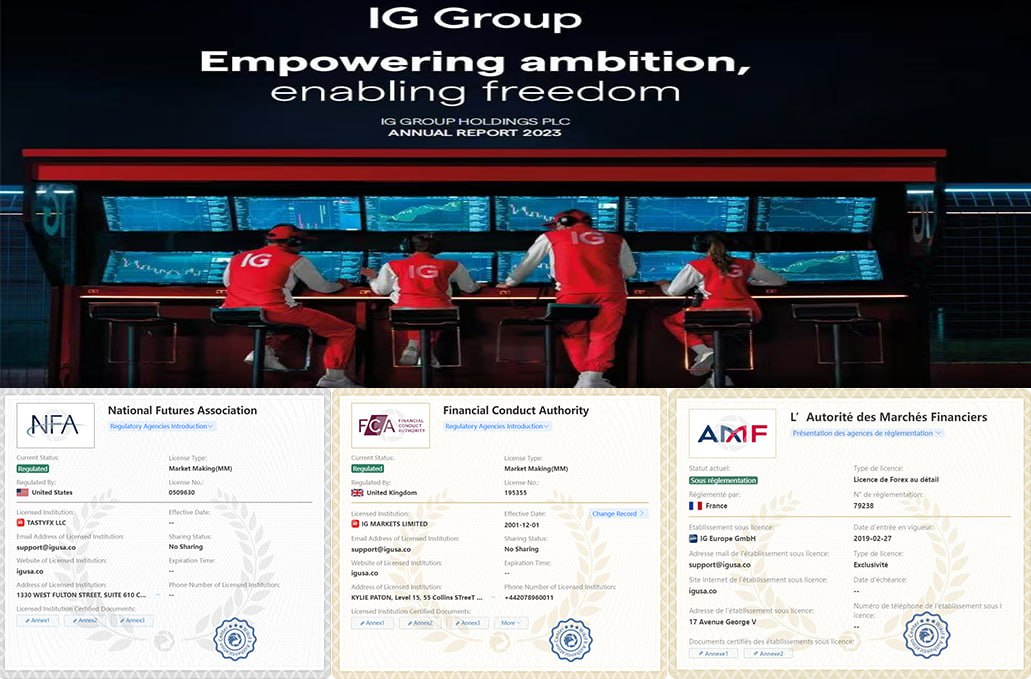 IG Group
Empowering ambition,
enabling freedom
IG GROUP HOLDINGS PLC
ANNUAL REPORT 2023
IG
IG
IG
IG
NFA
National Futures Association
Regulatory Agencies Introduction
Current Status:
Regulated
License Type:
Market Making(MM)
Regulated By:
United States
License No.:
0509630
Licensed Institution:
TASTYFX LLC
Effective Date:
--
Email Address of Licensed Institution:
support@igusa.co
Sharing Status:
No Sharing
Website of Licensed Institution:
igusa.co
Expiration Time:
--
Address of Licensed Institution:
1330 WEST FULTON STREET, SUITE 610 C...
Phone Number of Licensed Institution:
--
Licensed Institution Certified Documents:
Annex1
Annex2
Annex3
FCA FINANCIAL
CONDUCT
AUTHORITY
Financial Conduct Authority
Regulatory Agencies Introduction
Current Status:
Regulated
License Type:
Market Making(MM)
Regulated By:
United Kingdom
License No.:
195355
Licensed Institution:
IG MARKETS LIMITED
Effective Date:
2001-12-01
Change Record >
Email Address of Licensed Institution:
support@igusa.co
Sharing Status:
No Sharing
Website of Licensed Institution:
igusa.co
Expiration Time:
--
Address of Licensed Institution:
KYLIE PATON, Level 15, 55 Collins STreeT ...
Phone Number of Licensed Institution:
+442078960011
Licensed Institution Certified Documents:
Annex1
Annex2
Annex3
More
AMF
L’Autorité des Marchés Financiers
Présentation des agences de réglementation
Statut actuel:
Sous réglementation
Type de licence:
Licence de Forex au détail
Réglementé par:
France
N° de réglementation:
79238
Etablissement sous licence:
IG Europe GmbH
Date d'entrée en vigueur:
2019-02-27
Adresse mail de l'établissement sous licence:
support@igusa.co
Type de licence:
Exclusivité
Site Internet de l'établissement sous licence:
igusa.co
Date d'échéance:
--
Adresse de l'établissement sous licence:
17 Avenue George V
Numéro de téléphone de l'établissement sous l
icence:
--
Documents certifiés des établissements sous licence:
Annexe1
Annexe2